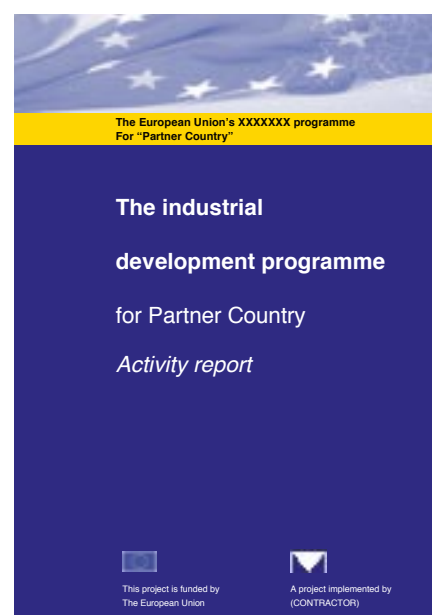 The European Union's XXXXXXX programme
For "Partner Country"
The industrial
development programme
for Partner Country
Activity report
This project is funded by
The European Union
A project implemented by
(CONTRACTOR)